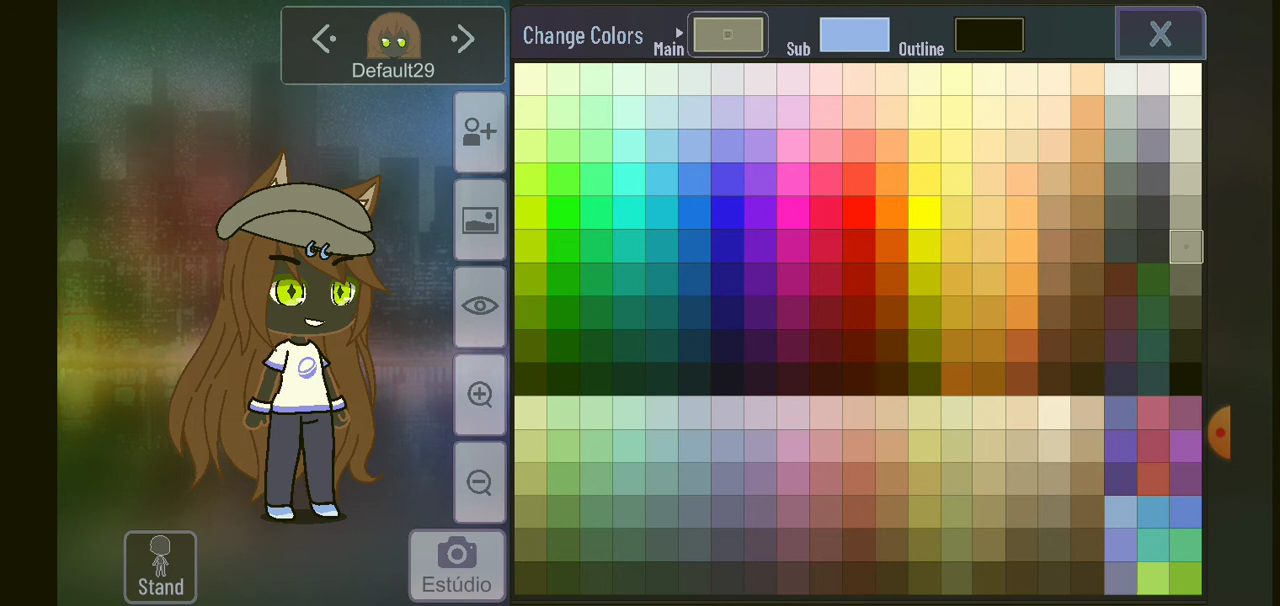 Default29
Change Colors
Main
Sub
Outline
X
Stand
Estúdio